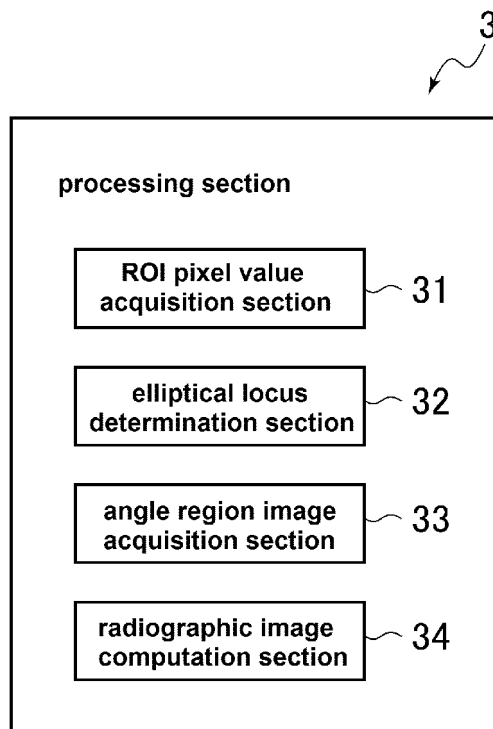 3
processing section
ROI pixel value
acquisition section
31
elliptical locus
determination section
32
angle region image
acquisition section
33
radiographic image
computation section
34